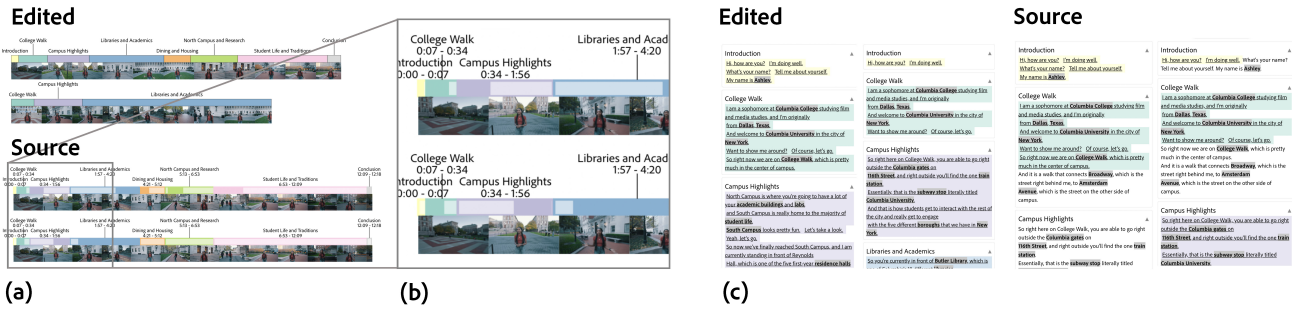 Edited
College Walk
Libraries and Academics
North Campus and Research
Conclusion
Introduction
Campus Highlights
Dining and Housing
Student Life and Traditions
Campus Highlights
College Walk
Libraries and Academics
Source
College Walk
0:07 - 0:34
Libraries and Academics
1:57 - 4:20
North Campus and Research
5:13 - 6:53
Conclusion
12:09 - 12:18
Introduction
0:00 - 0:07
Campus Highlights
0:34 - 1:56
Dining and Housing
4:21 - 5:12
Student Life and Traditions
6:53 - 12:09
College Walk
0:07 - 0:34
Libraries and Academics
1:57 - 4:20
North Campus and Research
5:13 - 6:53
Conclusion
12:09 - 12:18
Introduction
0:00 - 0:07
Campus Highlights
0:34 - 1:56
Dining and Housing
4:21 - 5:12
Student Life and Traditions
6:53 - 12:09
(a)
College Walk
0:07 - 0:34
Libraries and Acad
1:57 - 4:20
ntroduction
0:00 - 0:07
Campus Highlights
0:34 - 1:56
College Walk
0:07 - 0:34
Libraries and Acad
1:57 - 4:20
ntroduction
0:00 - 0:07
Campus Highlights
0:34 - 1:56
(b)
Edited
Introduction
Hi, how are you? I'm doing well.
What's your name? Tell me about yourself.
My name is Ashley.
College Walk
I am a sophomore at Columbia College studying film
and media studies, and I'm originally
from Dallas, Texas.
And welcome to Columbia University in the city of
New York.
Want to show me around? Of course, let's go.
So right now we are on College Walk, which is pretty
much in the center of campus.
Campus Highlights
North Campus is where you're going to have a lot of
your academic buildings and labs,
and South Campus is really home to the majority of
student life.
South Campus looks pretty fun. Let's take a look.
Yeah, let's go.
So now we've finally reached South Campus, and I am
currently standing in front of Reynolds
Hall, which is one of the five first-year residence halls
Introduction
Hi, how are you? I'm doing well.
College Walk
I am a sophomore at Columbia College studying film
and media studies, and I'm originally
from Dallas, Texas.
And welcome to Columbia University in the city of
New York.
Want to show me around? Of course, let's go.
Campus Highlights
So right here on College Walk, you are able to go right
outside the Columbia gates on
116th Street, and right outside you'll find the one train
station.
Essentially, that is the subway stop literally titled
Columbia University.
And that is how students get to interact with the rest of
the city and really get to engage
with the five different boroughs that we have in New
York.
Libraries and Academics
So you're currently in front of Butler Library, which is
Source
Introduction
Hi, how are you? I'm doing well.
What's your name? Tell me about yourself.
My name is Ashley.
College Walk
I am a sophomore at Columbia College studying film
and media studies, and I'm originally
from Dallas, Texas.
And welcome to Columbia University in the city of
New York.
Want to show me around? Of course, let's go.
So right now we are on College Walk, which is pretty
much in the center of campus.
And it is a walk that connects Broadway, which is the
street right behind me, to Amsterdam
Avenue, which is the street on the other side of
campus.
Campus Highlights
So right here on College Walk, you are able to go right
outside the Columbia gates on
116th Street, and right outside you'll find the one train
station.
Essentially, that is the subway stop literally titled
Introduction
Hi, how are you? I'm doing well. What's your name?
Tell me about yourself. My name is Ashley.
College Walk
I am a sophomore at Columbia College studying film
and media studies, and I'm originally
from Dallas, Texas.
And welcome to Columbia University in the city of
New York.
Want to show me around? Of course, let's go.
So right now we are on College Walk, which is pretty
much in the center of campus.
And it is a walk that connects Broadway, which is the
street right behind me, to Amsterdam
Avenue, which is the street on the other side of
campus.
Campus Highlights
So right here on College Walk, you are able to go right
outside the Columbia gates on
116th Street, and right outside you'll find the one train
station.
Essentially, that is the subway stop literally titled
Columbia University.
(c)